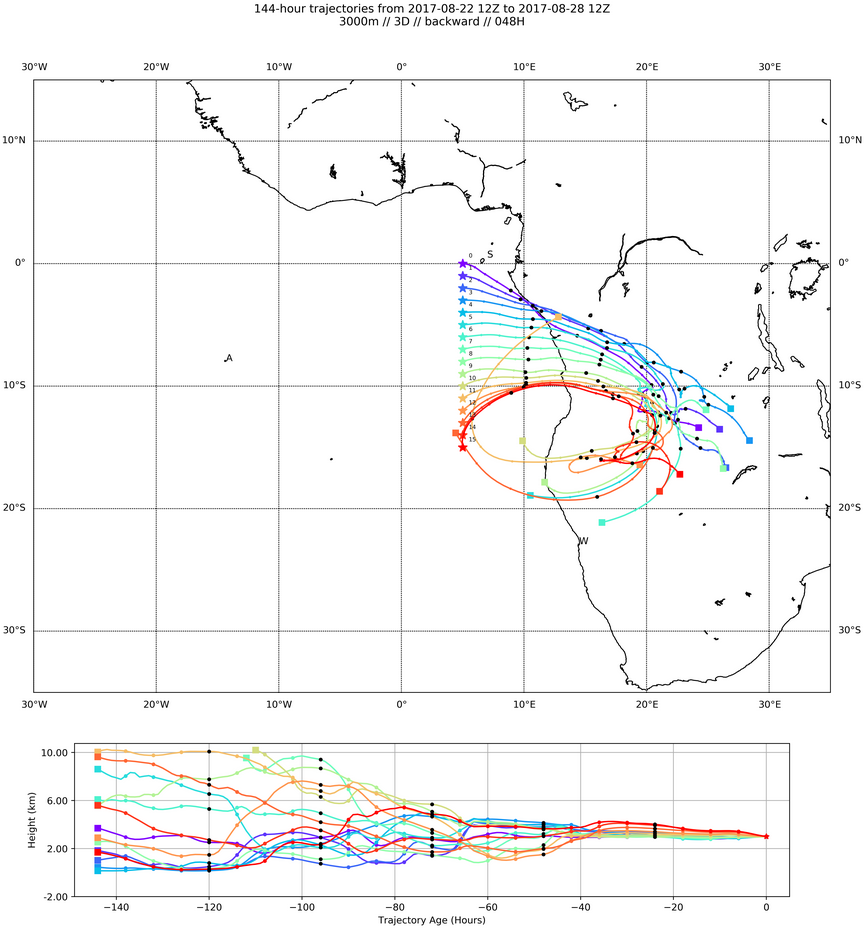 144-hour trajectories from 2017-08-22 12Z to 2017-08-28 12Z
3000m // 3D // backward // 048H
30°W 20°W 10°W 0° 10°E 20°E 30°E
10°N 10°N
0° 0°
10°S 10°S
20°S 20°S
30°S 30°S
S
A
W
0
1
2
3
4
5
6
7
8
9
10
11
12
13
14
15
30°W 20°W 10°W 0° 10°E 20°E 30°E
Height (km)
10.00
6.00
2.00
-2.00
−140 −120 −100 −80 −60 −40 −20 0
Trajectory Age (Hours)